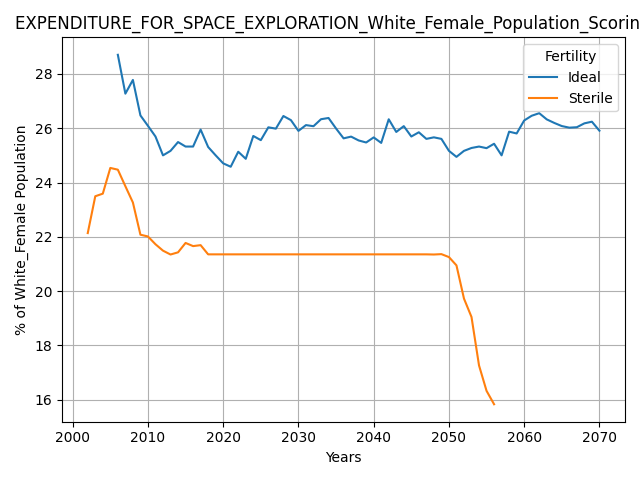 EXPENDITURE_FOR_SPACE_EXPLORATION_White_Female_Population_Scorin
Fertility
Ideal
Sterile
% of White_Female Population
28
26
24
22
20
18
16
2000 2010 2020 2030 2040 2050 2060 2070
Years